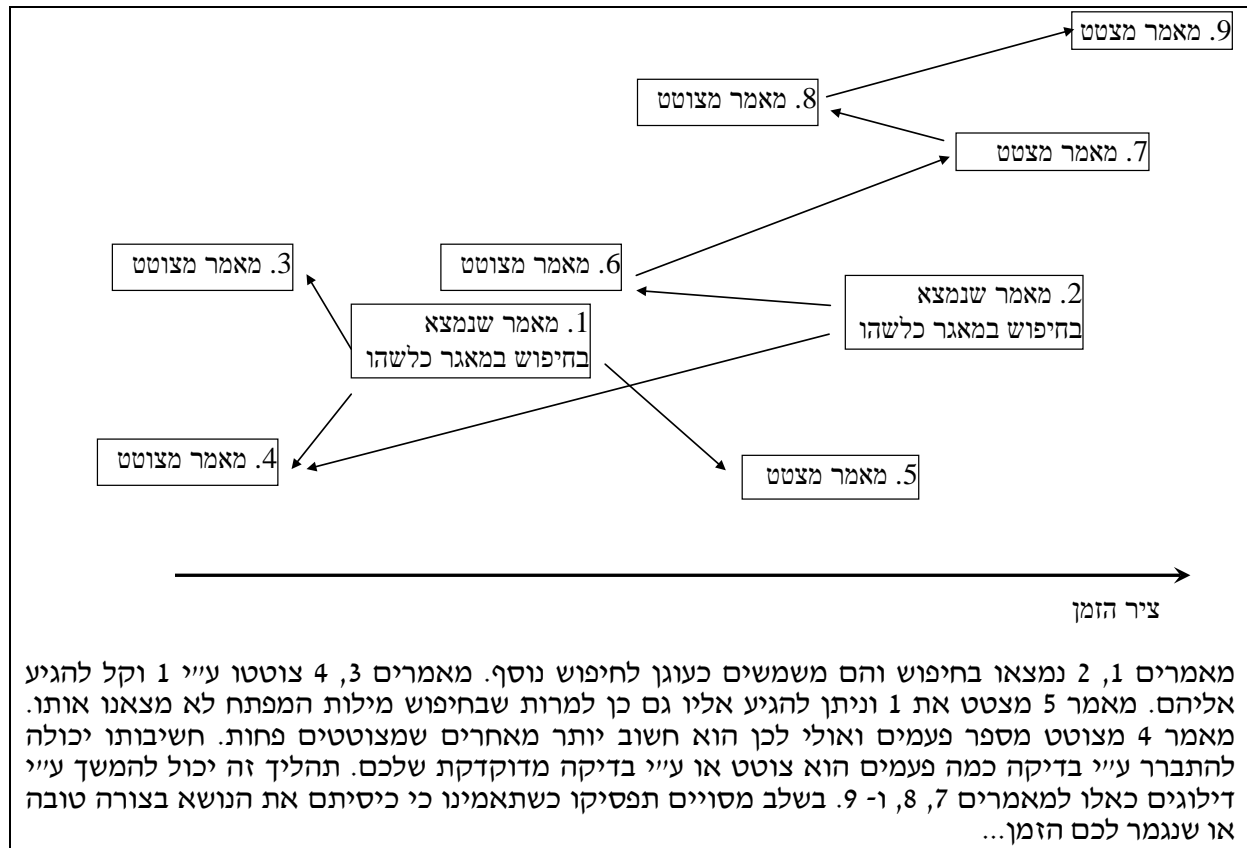 9. מאמר מצטט
8. מאמר מצוטט
7. מאמר מצטט
3. מאמר מצוטט
6. מאמר מצוטט
2. מאמר שנמצא
בחיפוש במאגר כלשהו
1. מאמר שנמצא
בחיפוש במאגר כלשהו
4. מאמר מצוטט
5. מאמר מצטט
ציר הזמן
מאמרים 1, 2 נמצאו בחיפוש והם משמשים כעוגן לחיפוש נוסף. מאמרים 3, 4 צוטטו ע״י 1 וקל להגיע
אליהם. מאמר 5 מצטט את 1 וניתן להגיע אליו גם כן למרות שבחיפוש מילות המפתח לא מצאנו אותו.
מאמר 4 מצוטט מספר פעמים ואולי לכן הוא חשוב יותר מאחרים שמצוטטים פחות. חשיבותו יכולה
להתברר ע״י בדיקה כמה פעמים הוא צוטט או ע״י בדיקה מדוקדקת שלכם. תהליך זה יכול להמשך ע״י
דילוגים כאלו למאמרים 7, 8, ו- 9. בשלב מסויים תפסיקו כשתאמינו כי כיסיתם את הנושא בצורה טובה
או שנגמר לכם הזמן...